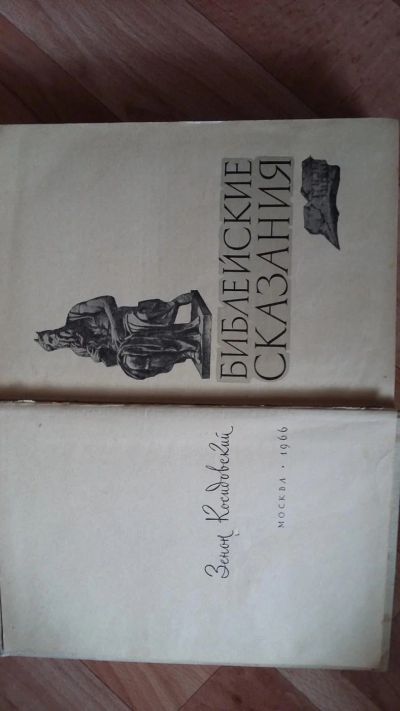 Зенон Косидовский
МОСКВА • 1966
БИБЛЕЙСКИЕ
СКАЗАНИЯ